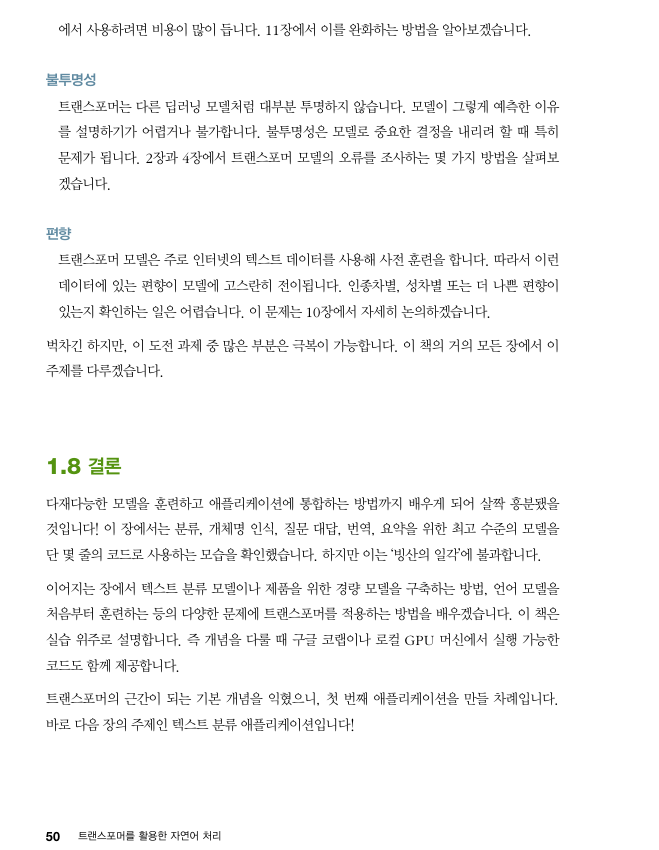 에서 사용하려면 비용이 많이 듭니다. 11장에서 이를 완화하는 방법을 알아보겠습니다.
불투명성
트랜스포머는 다른 딥러닝 모델처럼 대부분 투명하지 않습니다. 모델이 그렇게 예측한 이유
를 설명하기가 어렵거나 불가합니다. 불투명성은 모델로 중요한 결정을 내리려 할 때 특히
문제가 됩니다. 2장과 4장에서 트랜스포머 모델의 오류를 조사하는 몇 가지 방법을 살펴보
겠습니다.
편향
트랜스포머 모델은 주로 인터넷의 텍스트 데이터를 사용해 사전 훈련을 합니다. 따라서 이런
데이터에 있는 편향이 모델에 고스란히 전이됩니다. 인종차별, 성차별 또는 더 나쁜 편향이
있는지 확인하는 일은 어렵습니다. 이 문제는 10장에서 자세히 논의하겠습니다.
벅차긴 하지만, 이 도전 과제 중 많은 부분은 극복이 가능합니다. 이 책의 거의 모든 장에서 이
주제를 다루겠습니다.
1.8 결론
다재다능한 모델을 훈련하고 애플리케이션에 통합하는 방법까지 배우게 되어 살짝 흥분됐을
것입니다! 이 장에서는 분류, 개체명 인식, 질문 대답, 번역, 요약을 위한 최고 수준의 모델을
단 몇 줄의 코드로 사용하는 모습을 확인했습니다. 하지만 이는 ‘빙산의 일각’에 불과합니다.
이어지는 장에서 텍스트 분류 모델이나 제품을 위한 경량 모델을 구축하는 방법, 언어 모델을
처음부터 훈련하는 등의 다양한 문제에 트랜스포머를 적용하는 방법을 배우겠습니다. 이 책은
실습 위주로 설명합니다. 즉 개념을 다룰 때 구글 코랩이나 로컬 GPU 머신에서 실행 가능한
코드도 함께 제공합니다.
트랜스포머의 근간이 되는 기본 개념을 익혔으니, 첫 번째 애플리케이션을 만들 차례입니다.
바로 다음 장의 주제인 텍스트 분류 애플리케이션입니다!
50 트랜스포머를 활용한 자연어 처리